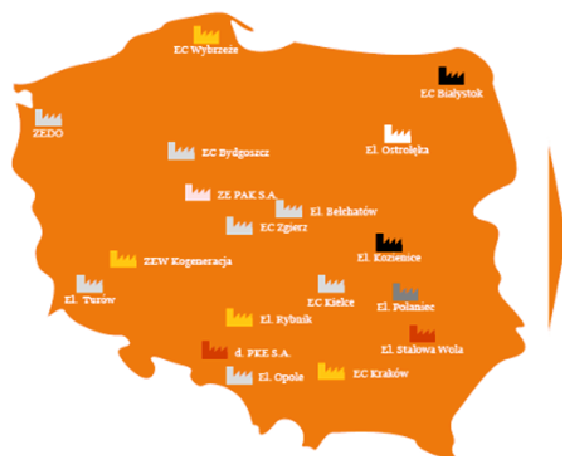 EC Wybrzeże
EC Białystok
ZEDO
El. Ostrołęka
EC Bydgoszcz
ZE PAK S.A.
El. Bełchatów
EC Zgierz
El. Kozienice
ZEW Kogeneracja
El. Turów
EC Kielce
El. Połaniec
El. Rybnik
El. Stalowa Wola
d. PKE S.A.
El. Opole
EC Kraków